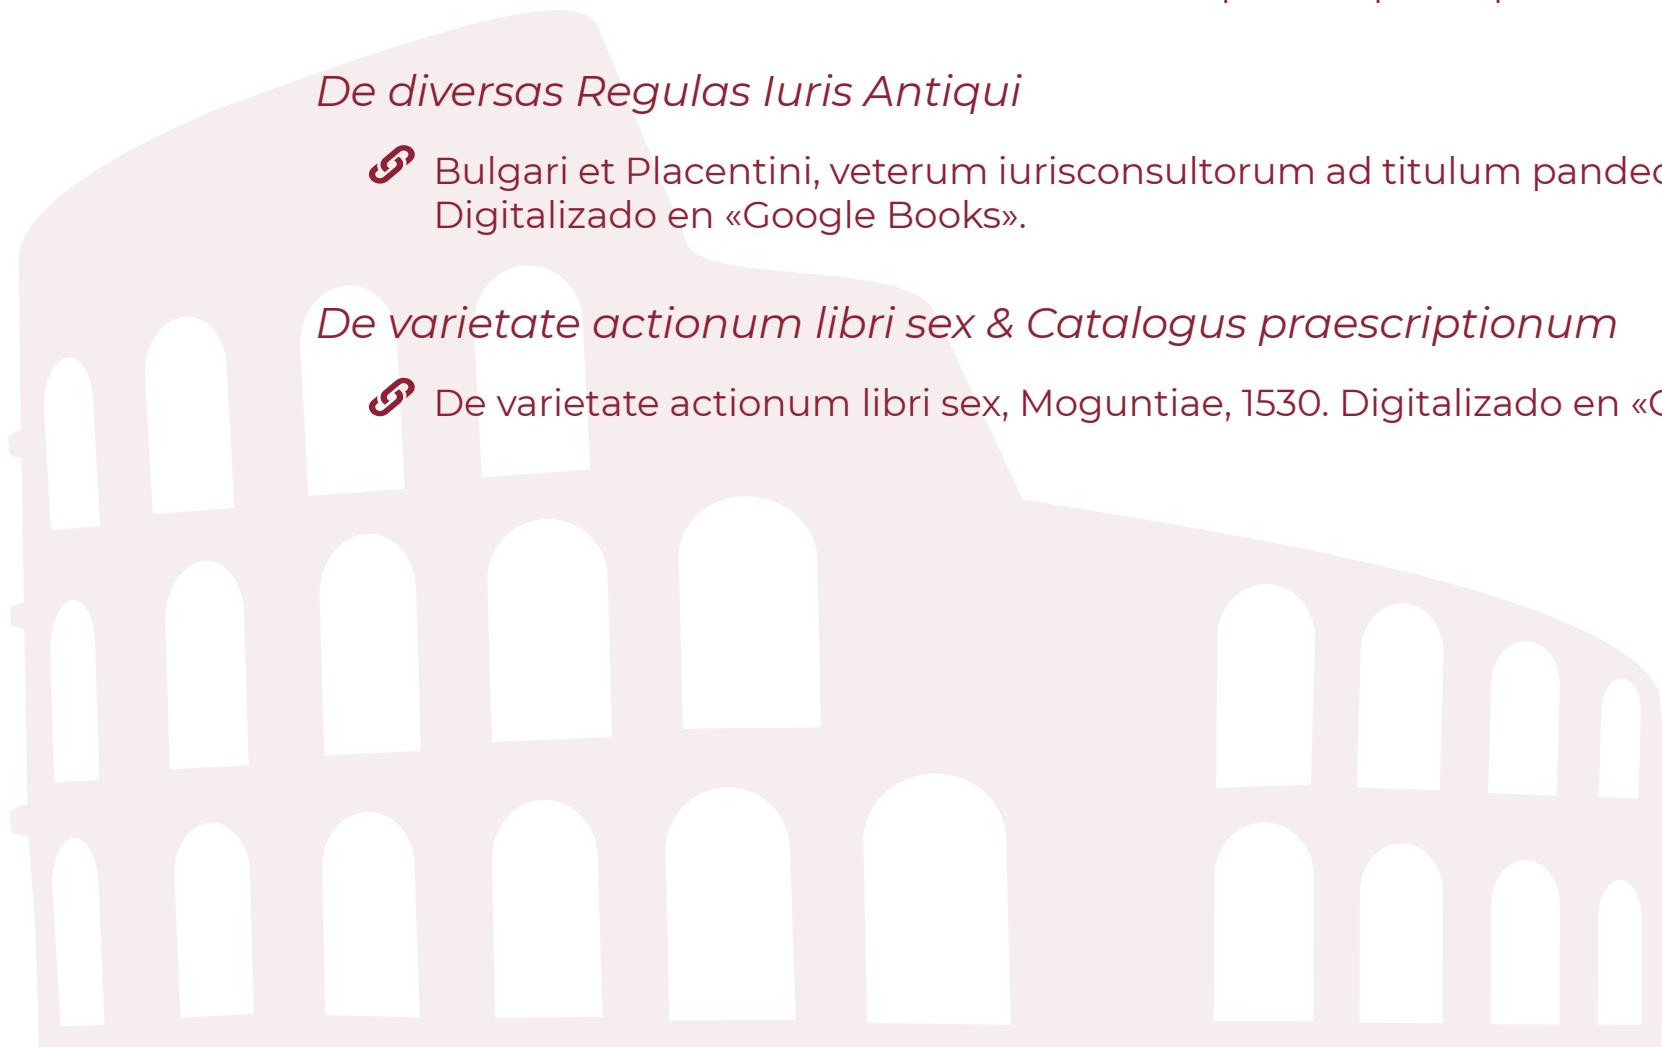 De diversas Regulas Iuris Antiqui
Bulgari et Placentini, veterum iurisconsultorum ad titulum
Digitalizado en «Google Books».
De varietate actionum libri sex & Catalogus praescriptionum
De varietate actionum libri sex, Moguntiae, 1530. Digitalizado en